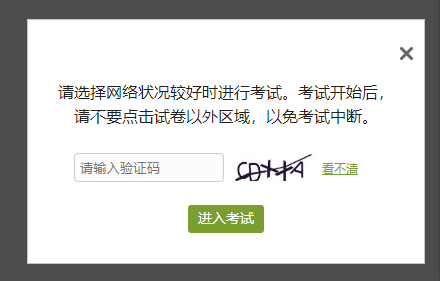 请选择网络状况较好时进行考试。考试开始后，
请不要点击试卷以外区域，以免考试中断。
请输入验证码
看不清
进入考试